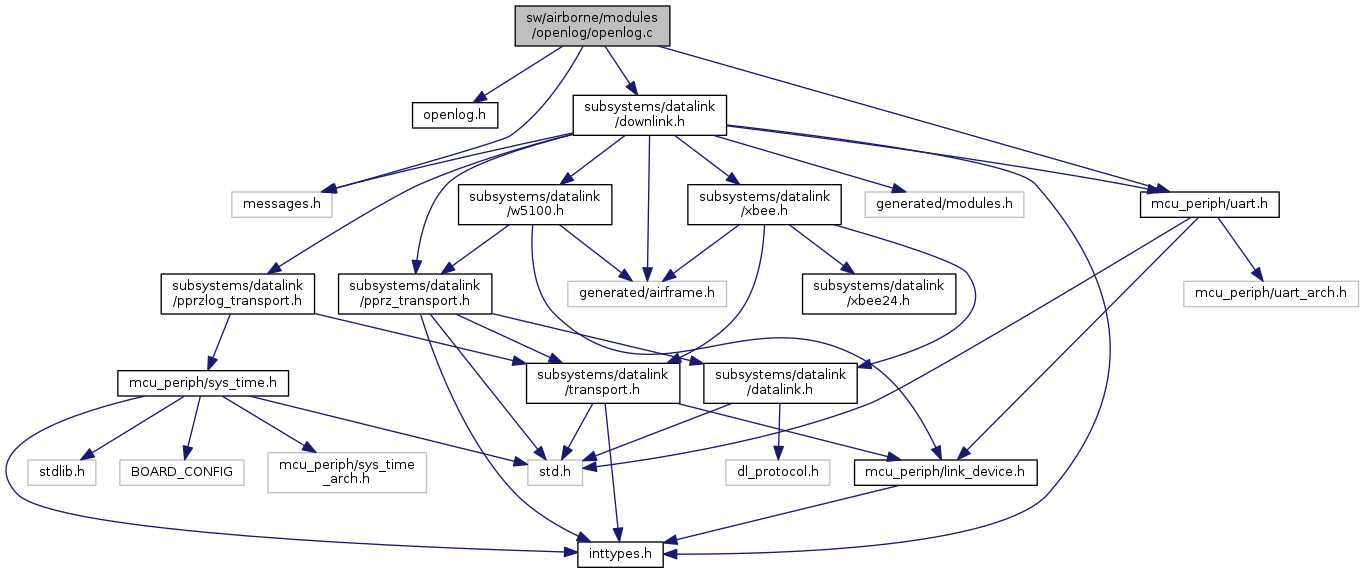 sw/airborne/modules
/openlog/openlog.c
openlog.h
subsystems/datalink
/downlink.h
messages.h
subsystems/datalink
/w5100.h
subsystems/datalink
/xbee.h
generated/modules.h
mcu_periph/uart.h
subsystems/datalink
/pprzlog_transport.h
subsystems/datalink
/pprz_transport.h
generated/airframe.h
subsystems/datalink
/xbee24.h
mcu_periph/uart_arch.h
mcu_periph/sys_time.h
subsystems/datalink
/transport.h
subsystems/datalink
/datalink.h
stdlib.h
BOARD_CONFIG
mcu_periph/sys_time
_arch.h
std.h
dl_protocol.h
mcu_periph/link_device.h
inttypes.h